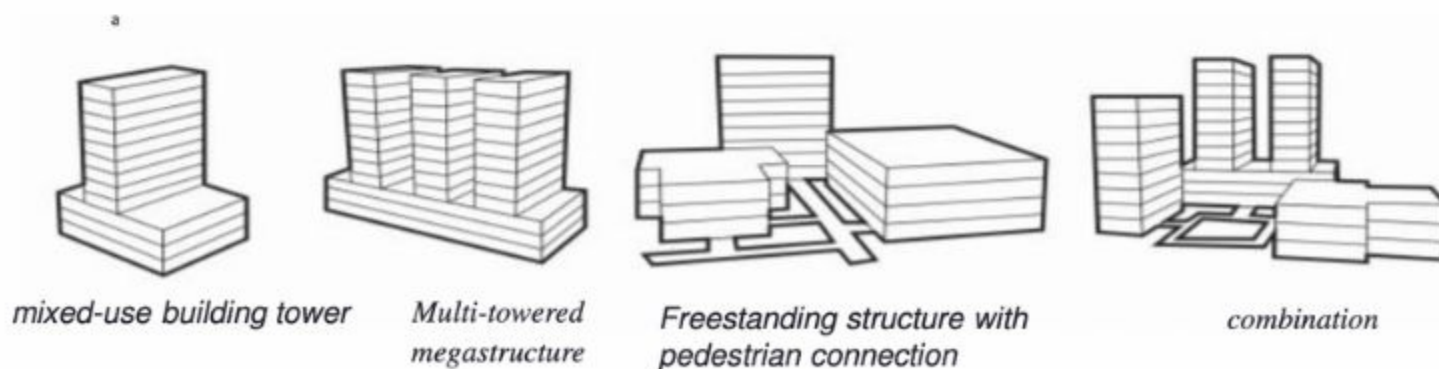 a
mixed-use building tower
Multi-towered
megastructure
Freestanding structure with
pedestrian connection
combination